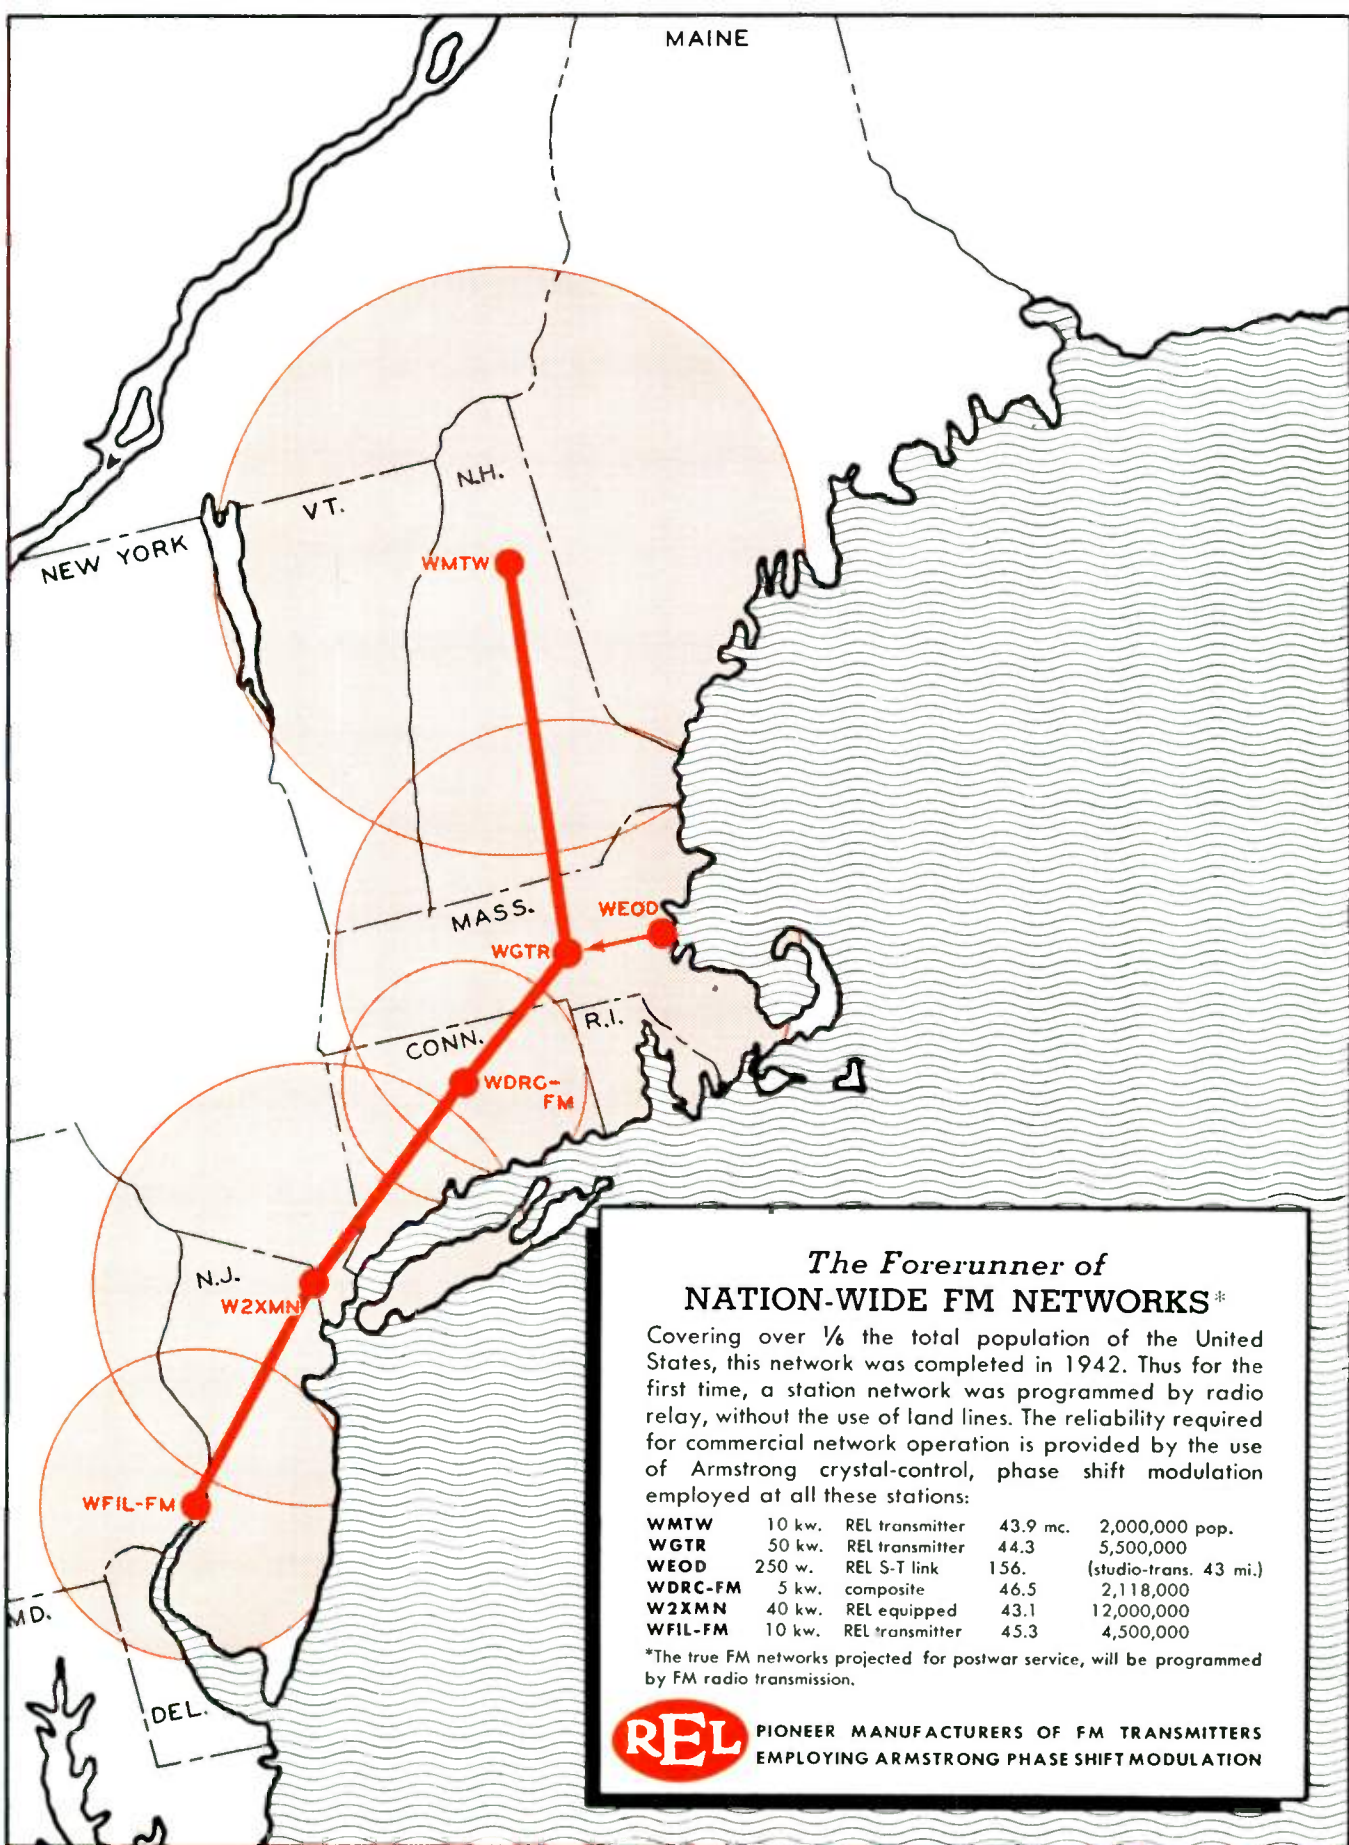 MAINE
N.H.
VT.
NEW YORK
WMTW
MASS.
WEOD
WGTR
R.I.
CONN.
WDRC-
FM
N.J.
W2XMN
WFIL-FM
MD.
DEL.
The Forerunner of
NATION-WIDE FM NETWORKS*
Covering over 1/6 the total population of the United
States, this network was completed in 1942. Thus for the
first time, a station network was programmed by radio
relay, without the use of land lines. The reliability required
for commercial network operation is provided by the use
of Armstrong crystal-control, phase shift modulation
employed at all these stations:
WMTW 10 kw. REL transmitter 43.9 mc. 2,000,000 pop.
WGTR 50 kw. REL transmitter 44.3 5,500,000
WEOD 250 w. REL S-T link 156. (studio-trans. 43 mi.)
WDRC-FM 5 kw. composite 46.5 2,118,000
W2XMN 40 kw. REL equipped 43.1 12,000,000
WFIL-FM 10 kw. REL transmitter 45.3 4,500,000
*The true FM networks projected for postwar service, will be programmed
by FM radio transmission.
REL
PIONEER MANUFACTURERS OF FM TRANSMITTERS
EMPLOYING ARMSTRONG PHASE SHIFT MODULATION